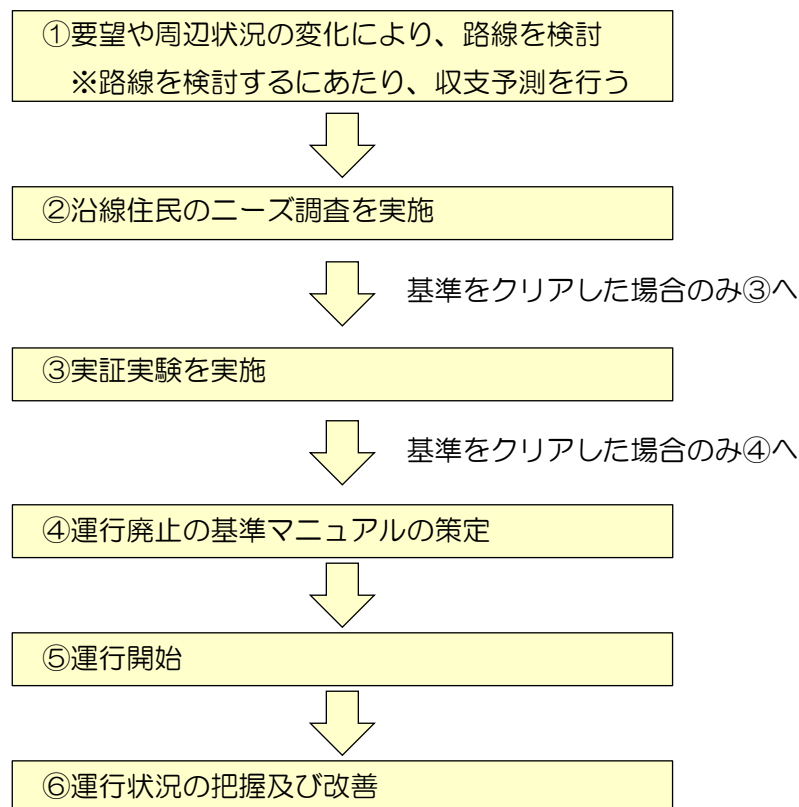 ①要望や周辺状況の変化により、路線を検討
※路線を検討するにあたり、収支予測を行う
②沿線住民のニーズ調査を実施
基準をクリアした場合のみ③へ
③実証実験を実施
基準をクリアした場合のみ④へ
④運行廃止の基準マニュアルの策定
⑤運行開始
⑥運行状況の把握及び改善